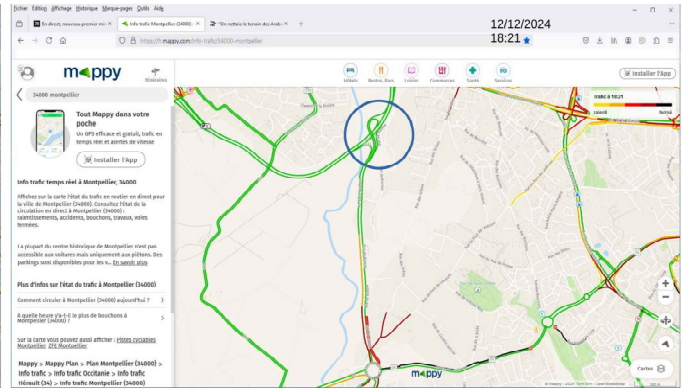 Fichier Edition Affichage Historique Marque-pages Outils Aide
En direct, nouveau premier min
Info trafic Montpellier (34000) :
"On nettoie le terrain des Arabes
12/12/2024
18:21
mappy.com/info-trafic/34000-montpellier
mappy
Itinéraires
Hôtels
Restos, Bars
Loisirs
Commerces
Santé
Services
Installer l'App
34000 montpellier
Tout Mappy dans votre
poche
Un GPS efficace et gratuit, trafic en
temps réel et alertes de vitesse
Installer l'App
Info trafic temps réel à Montpellier, 34000
Affichez sur la carte l'état du trafic en routier en direct pour
la ville de Montpellier (34000). Consultez l'état de la
circulation en direct à Montpellier (34000) :
ralentissements, accidents, bouchons, travaux, voies
fermées.
La plupart du centre historique de Montpellier n'est pas
accessible aux voitures mais uniquement aux piétons. Des
parkings sont disponibles pour les v... En savoir plus
Plus d'infos sur l'état du trafic à Montpellier (34000)
Comment circuler à Montpellier (34000) aujourd'hui ?
A quelle heure y'a-t-il le plus de bouchons à
Montpellier (34000) ?
Sur la carte vous pouvez aussi afficher : Pistes cyclables
Montpellier ZFE Montpellier
Mappy > Mappy Plan > Plan Montpellier (34000) >
Info trafic > Info trafic Occitanie > Info trafic
Hérault (34) > Info trafic Montpellier (34000)
Trafic à 18:21
ralenti
fermé
Cartes
mappy